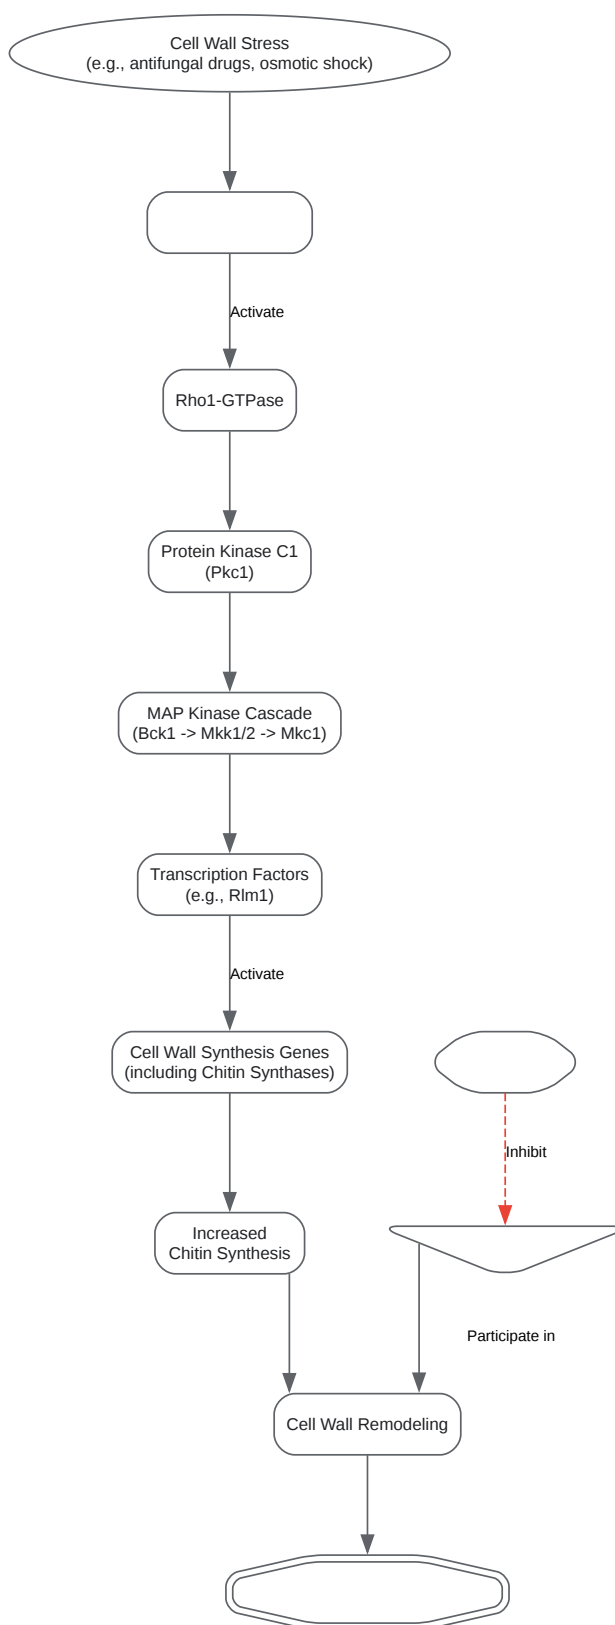 Cell Wall Stress
(e.g., antifungal drugs, osmotic shock)
Activate
Rho1-GTPase
Protein Kinase C1
(Pkc1)
MAP Kinase Cascade
(Bck1 -> Mkk1/2 -> Mkc1)
Transcription Factors
(e.g., Rlm1)
Activate
Cell Wall Synthesis Genes
(including Chitin Synthases)
Inhibit
Increased
Chitin Synthesis
Participate in
Cell Wall Remodeling